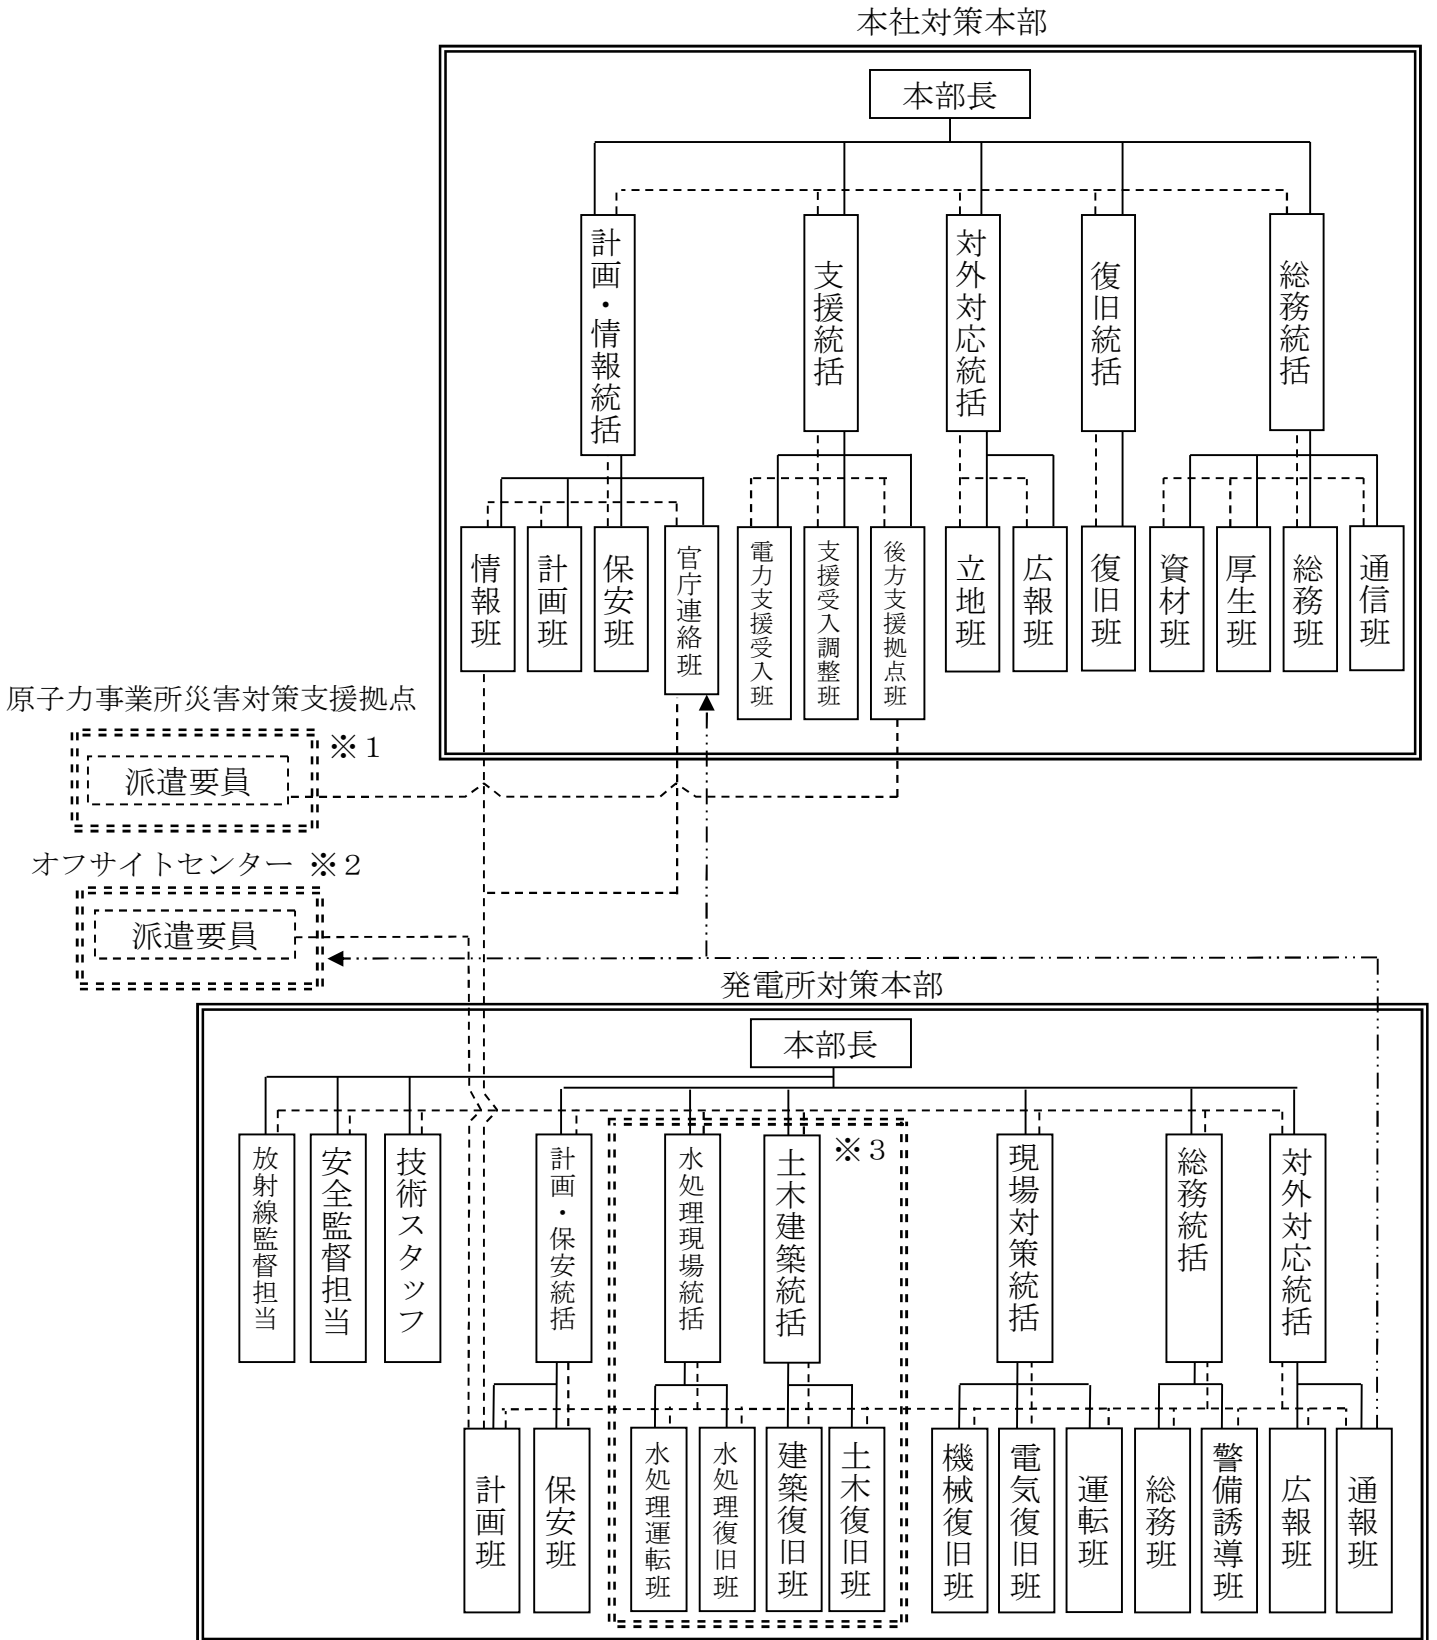 本社対策本部
本部長
計画・情報統括
支援統括
対外対応統括
復旧統括
総務統括
情報班
計画班
保安班
官庁連絡班
電力支援受入班
支援受入調整班
後方支援拠点班
立地班
広報班
復旧班
資材班
厚生班
総務班
通信班
原子力事業所災害対策支援拠点
※1
派遣要員
オフサイトセンター ※2
派遣要員
発電所対策本部
本部長
放射線監督担当
安全監督担当
技術スタッフ
計画・保安統括
水処理現場統括
土木建築統括
※3
現場対策統括
総務統括
対外対応統括
計画班
保安班
水処理運転班
水処理復旧班
建築復旧班
土木復旧班
機械復旧班
電気復旧班
運転班
総務班
警備誘導班
広報班
通報班